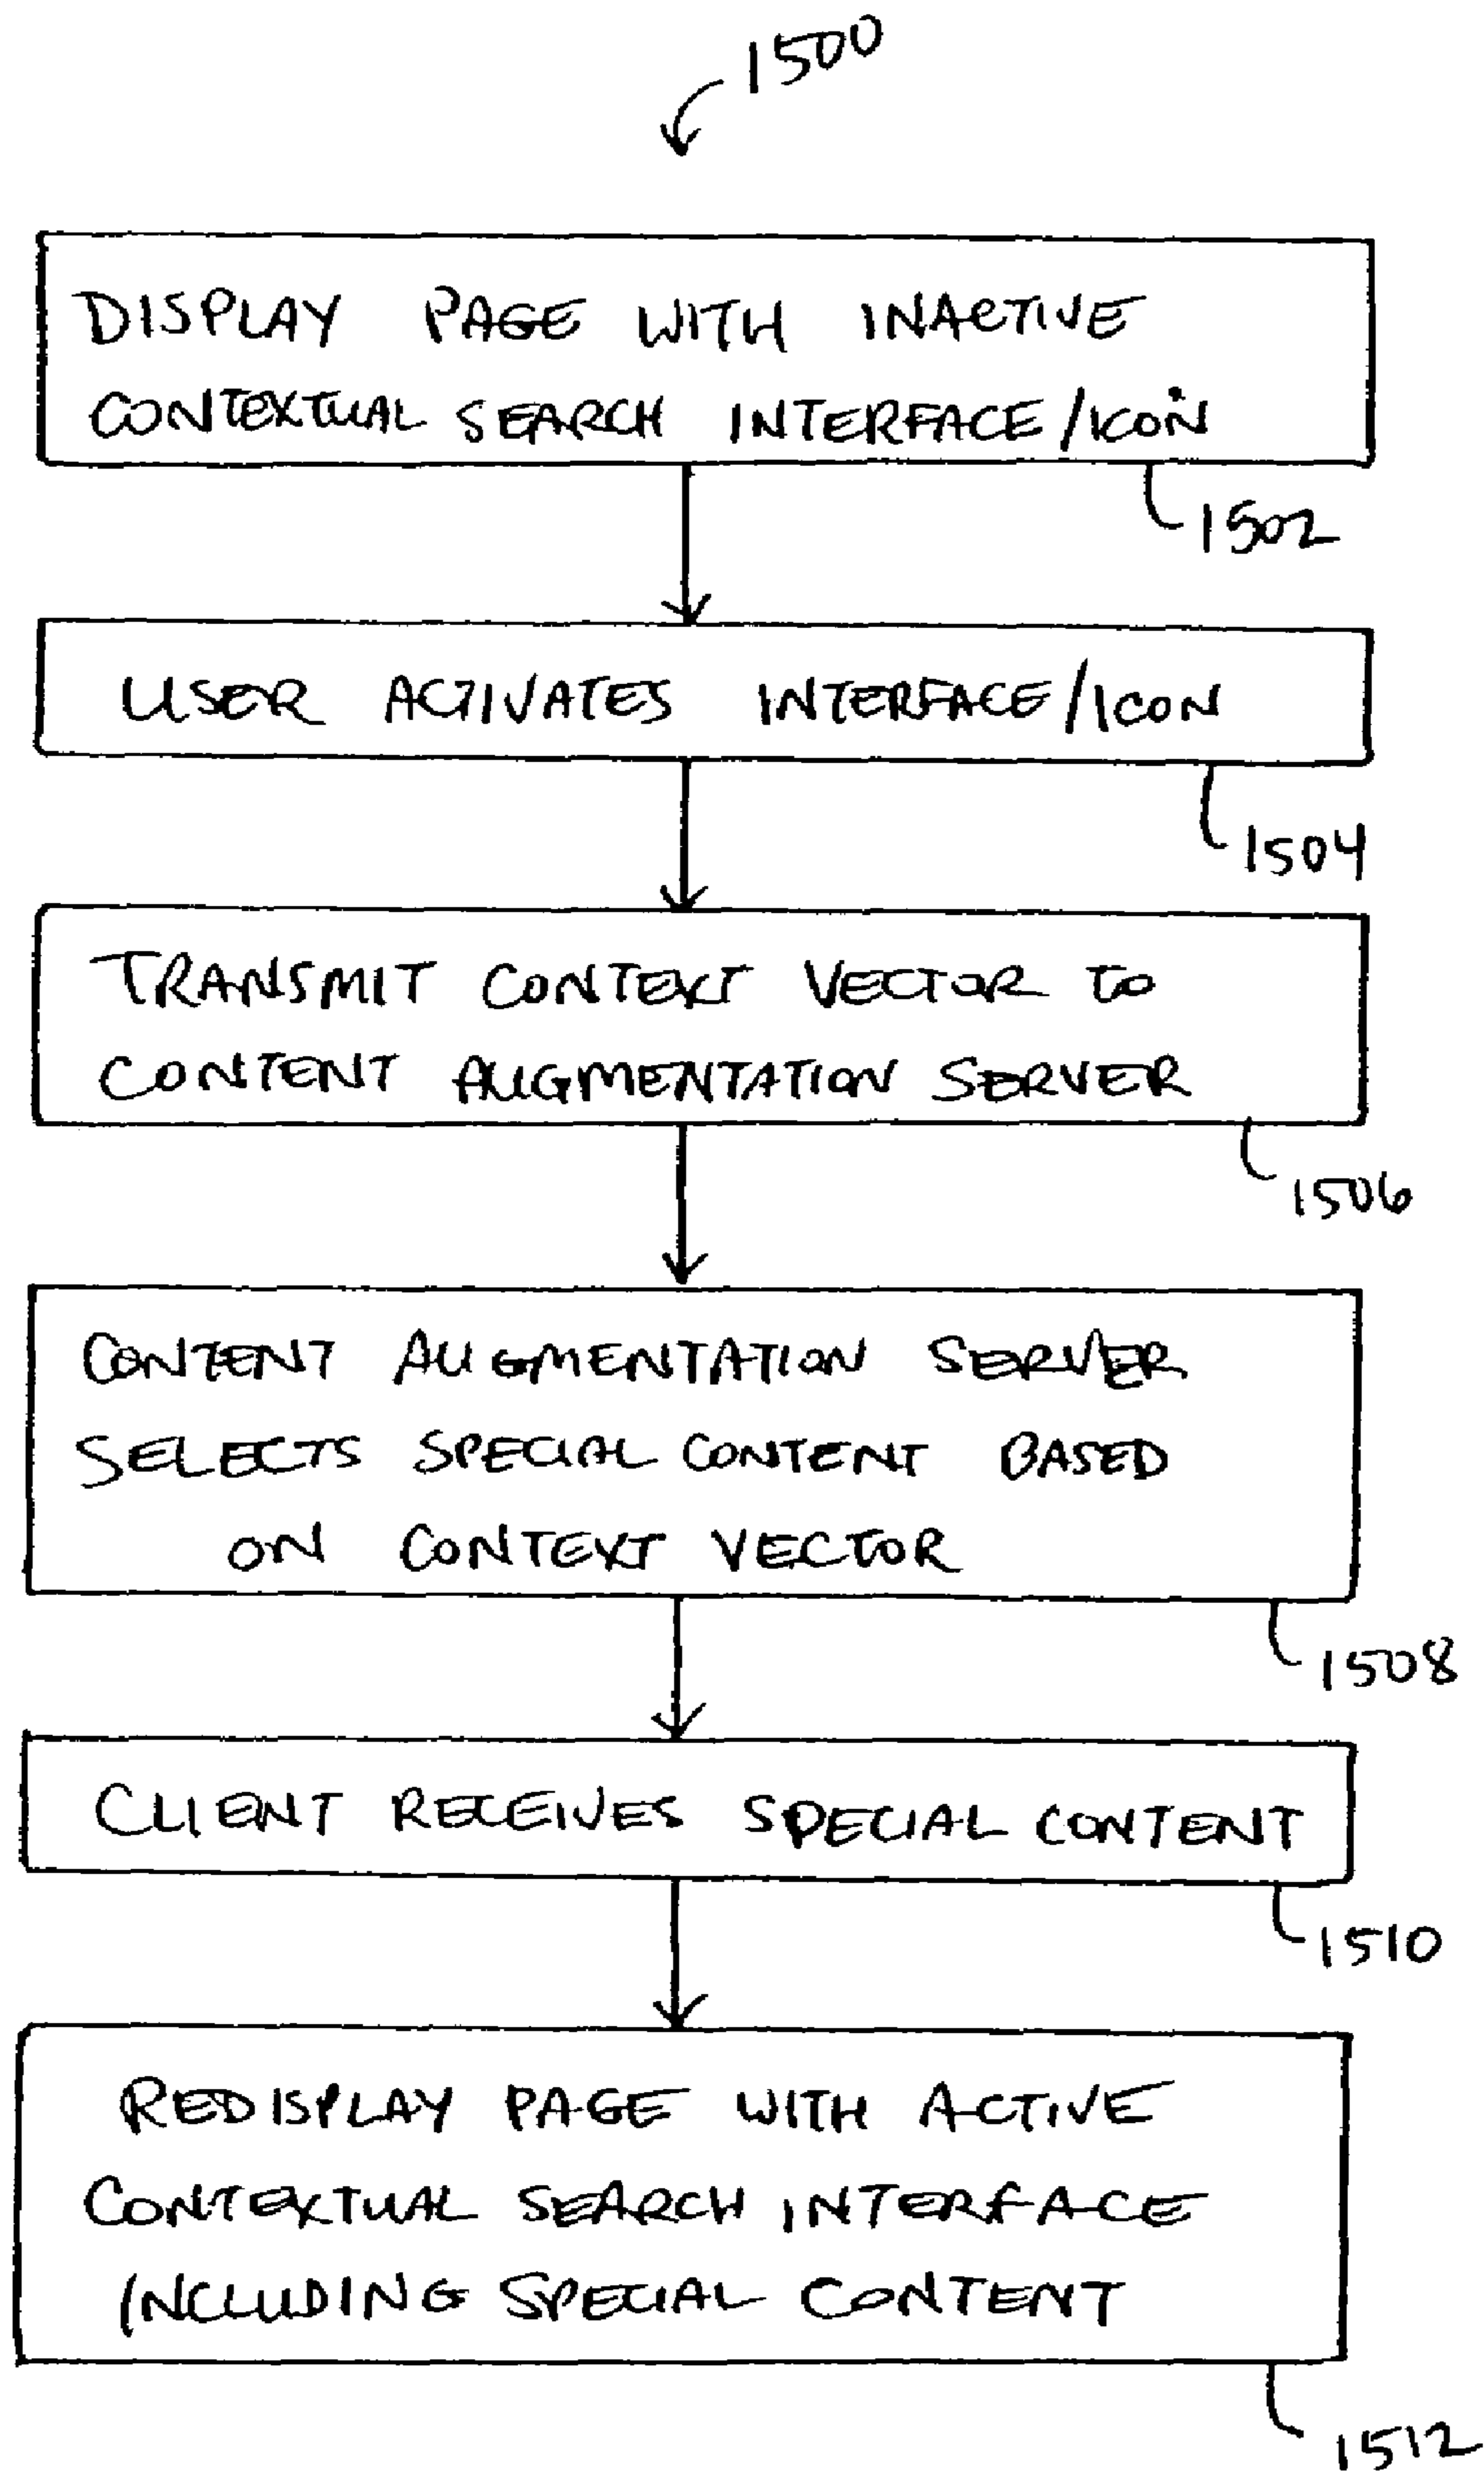 1500
DISPLAY PAGE WITH INACTIVE
CONTEXTUAL SEARCH INTERFACE/ICON
1502
USER ACTIVATES INTERFACE/ICON
1504
TRANSMIT CONTEXT VECTOR TO
CONTENT AUGMENTATION SERVER
1506
CONTENT AUGMENTATION SERVER
SELECTS SPECIAL CONTENT BASED
ON CONTEXT VECTOR
1508
CLIENT RECEIVES SPECIAL CONTENT
1510
REDISPLAY PAGE WITH ACTIVE
CONTEXTUAL SEARCH INTERFACE
INCLUDING SPECIAL CONTENT
1512